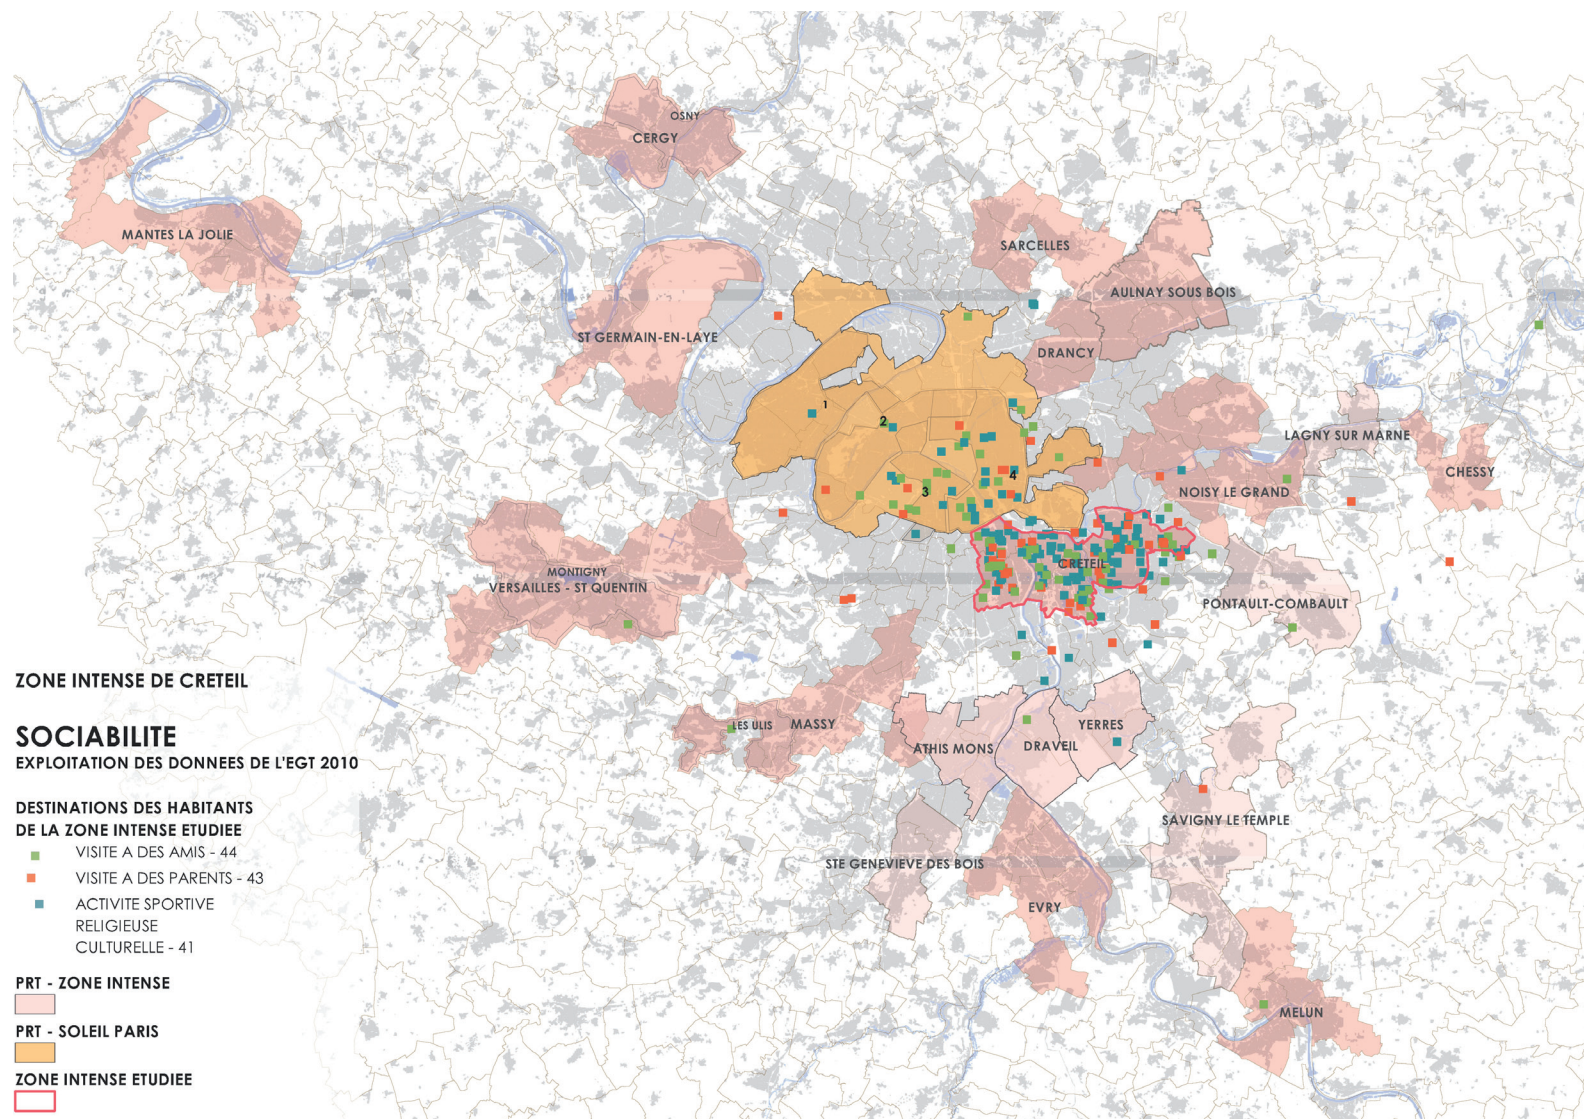 OSNY
CERGY
MANTES LA JOLIE
SARCELLES
AULNAY SOUS BOIS
ST GERMAIN-EN-LAYE
DRANCY
1
2
LAGNY SUR MARNE
CHESSY
4
3
NOISY LE GRAND
CRETEIL
MONTIGNY
VERSAILLES - ST QUENTIN
PONTAULT-COMBAULT
ZONE INTENSE DE CRETEIL
SOCIABILITE
EXPLOITATION DES DONNEES DE L'EGT 2010
LES ULIS
MASSY
ATHIS MONS
DRAVEIL
YERRES
SAVIGNY LE TEMPLE
STE GENEVIEVE DES BOIS
EVRY
MELUN
DESTINATIONS DES HABITANTS
DE LA ZONE INTENSE ETUDIEE
VISITE A DES AMIS - 44
VISITE A DES PARENTS - 43
ACTIVITE SPORTIVE
RELIGIEUSE
CULTURELLE - 41
PRT - ZONE INTENSE
PRT - SOLEIL PARIS
ZONE INTENSE ETUDIEE